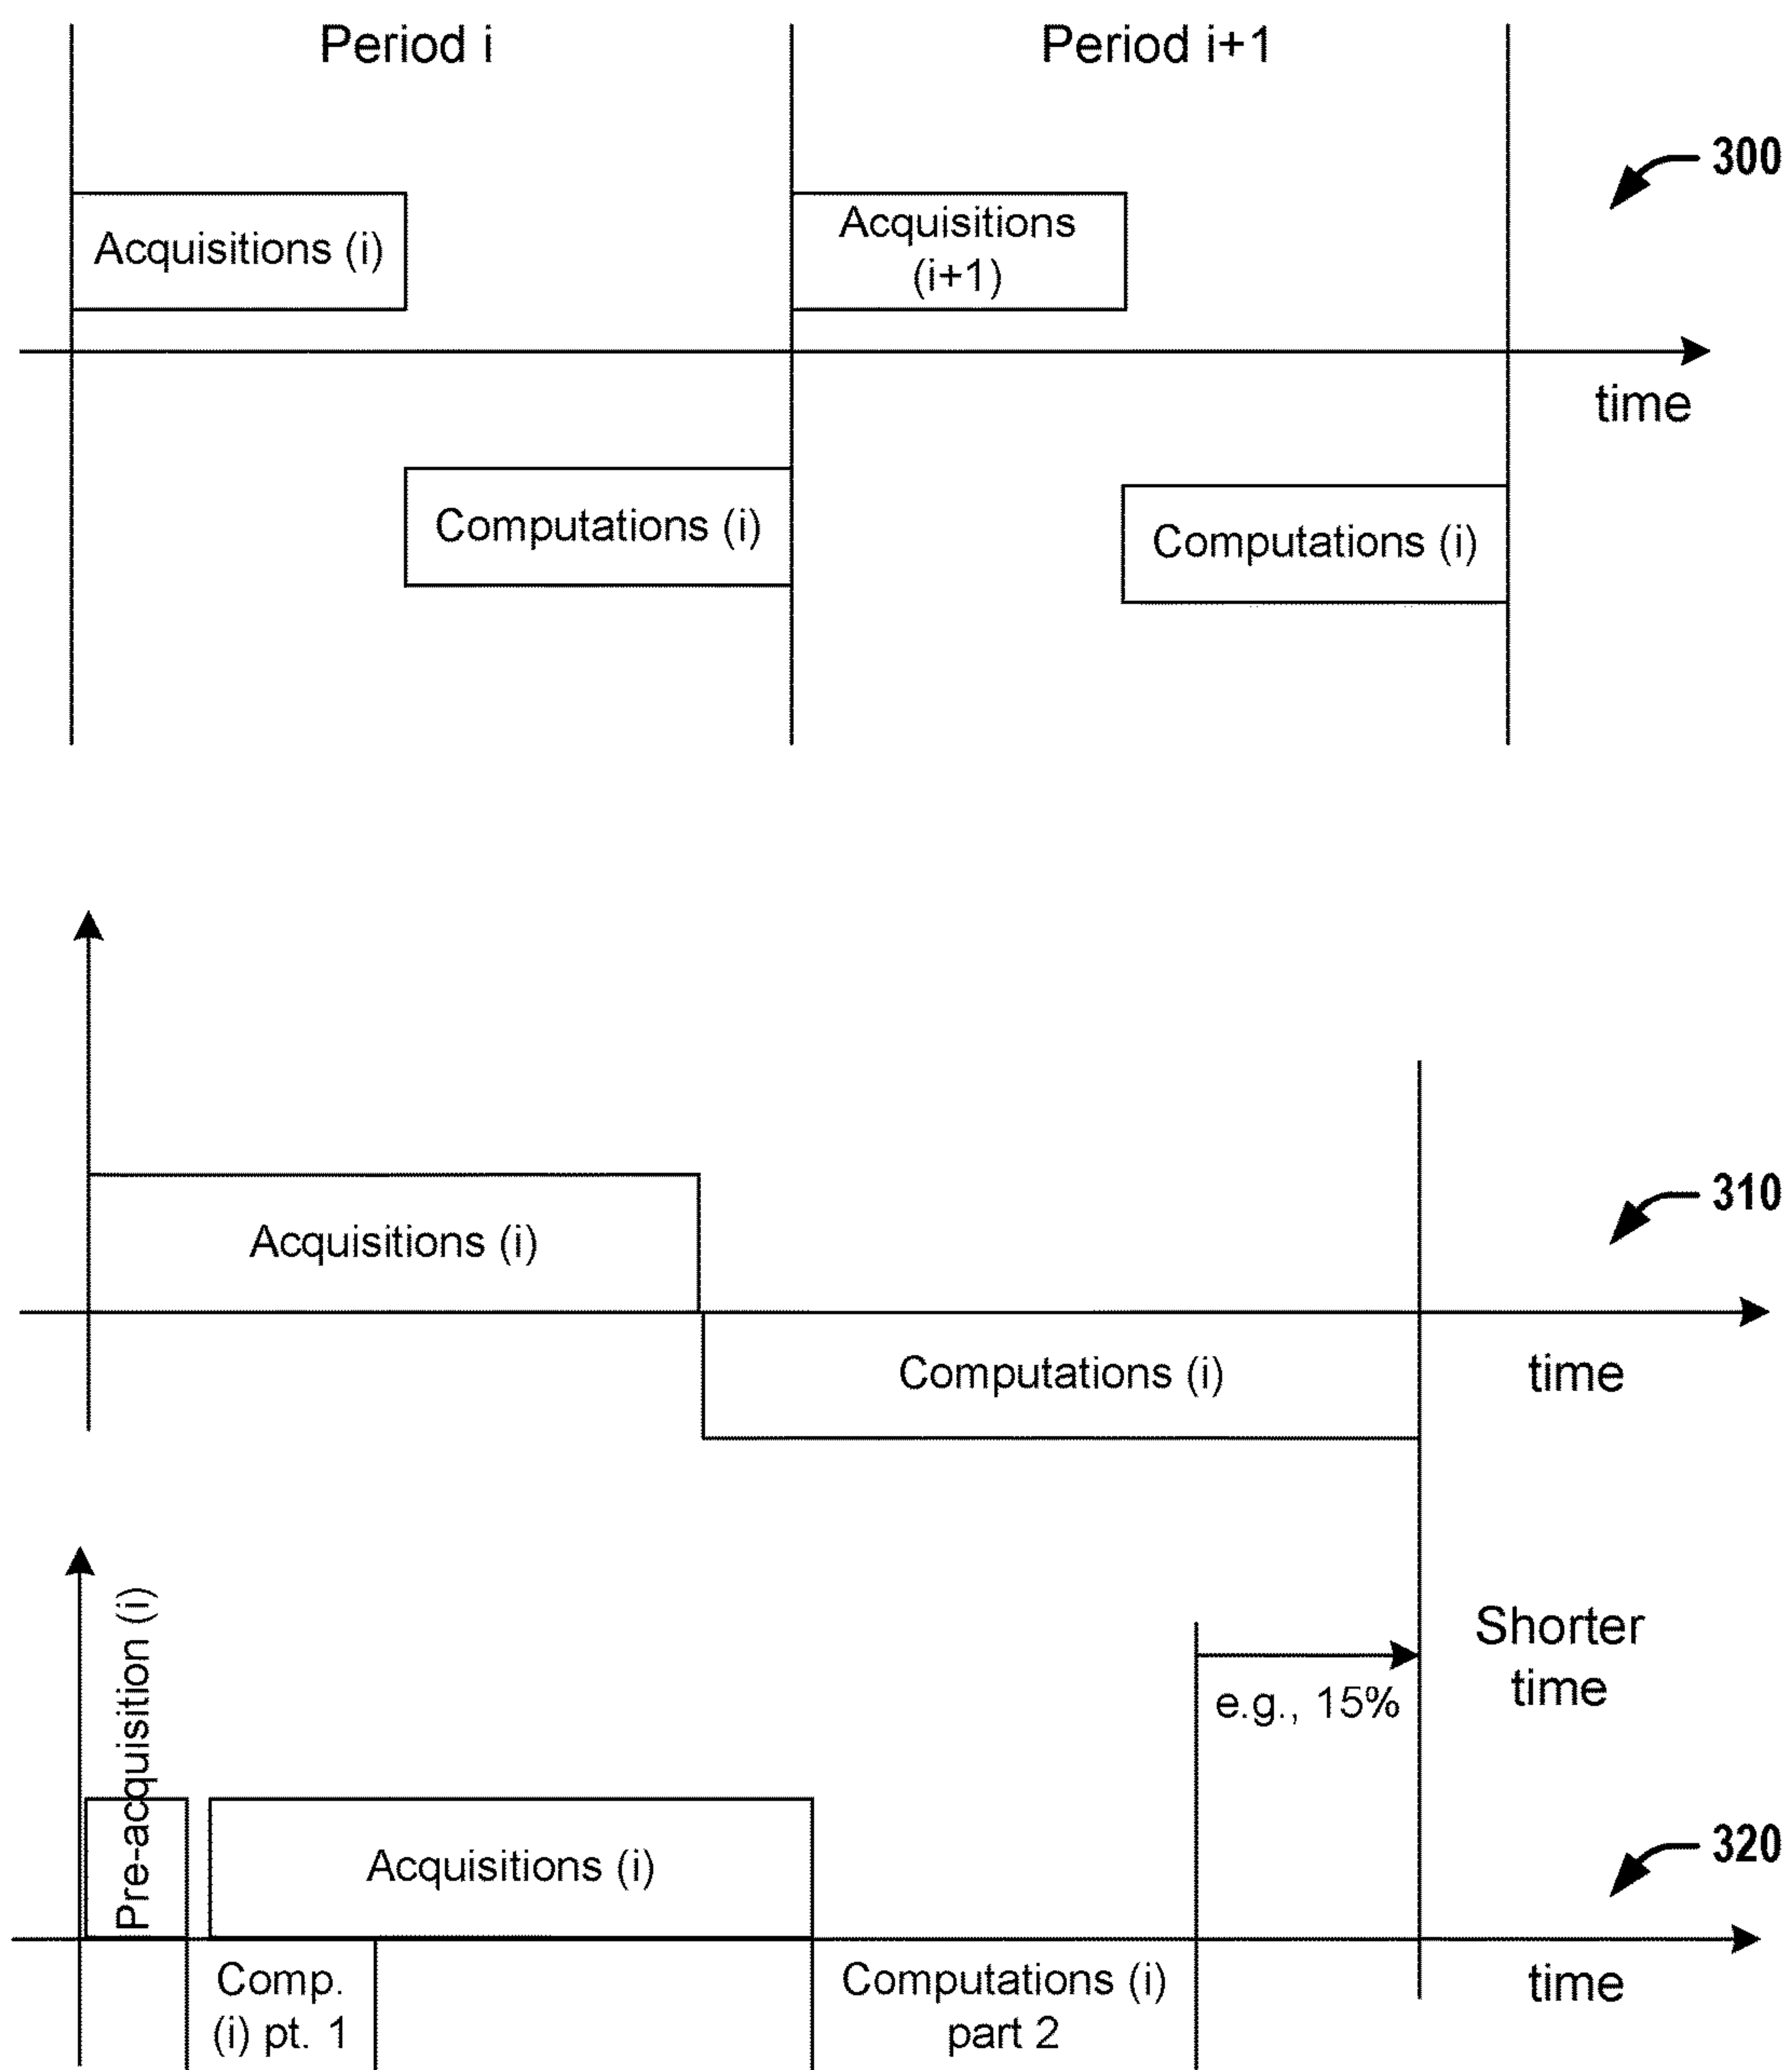 Period i
Period i+1
300
Acquisitions (i)
Acquisitions
(i+1)
time
Computations (i)
Computations (i)
310
Acquisitions (i)
Computations (i)
time
Pre-acquisition (i)
Shorter
time
e.g., 15%
320
Acquisitions (i)
Comp.
(i) pt. 1
Computations (i)
part 2
time